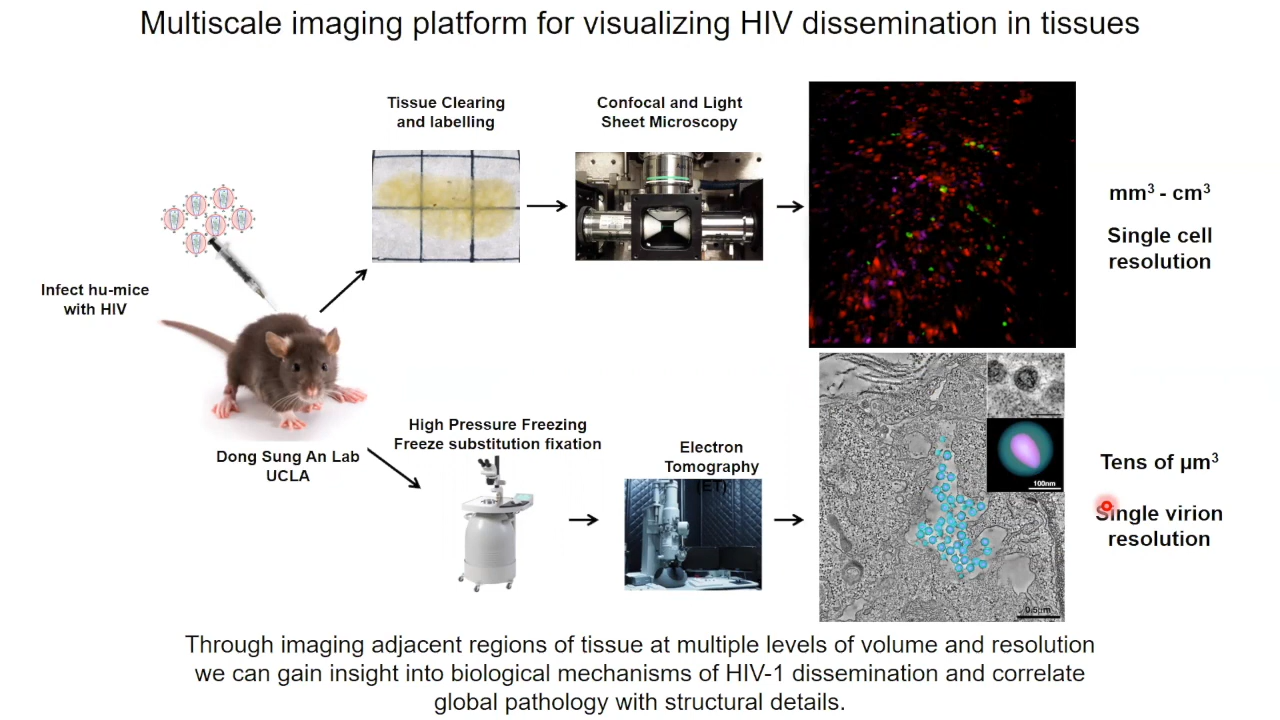 Multiscale imaging platform for visualizing HIV dissemination in tissues
Tissue Clearing
and labelling
Confocal and Light
Sheet Microscopy
mm³ - cm³
Single cell
resolution
Infect hu-mice
with HIV
Dong Sung An Lab
UCLA
High Pressure Freezing
Freeze substitution fixation
Electron
Tomography
(ET)
100nm
0.5µm
Tens of µm³
Single virion
resolution
Through imaging adjacent regions of tissue at multiple levels of volume and resolution
we can gain insight into biological mechanisms of HIV-1 dissemination and correlate
global pathology with structural details.